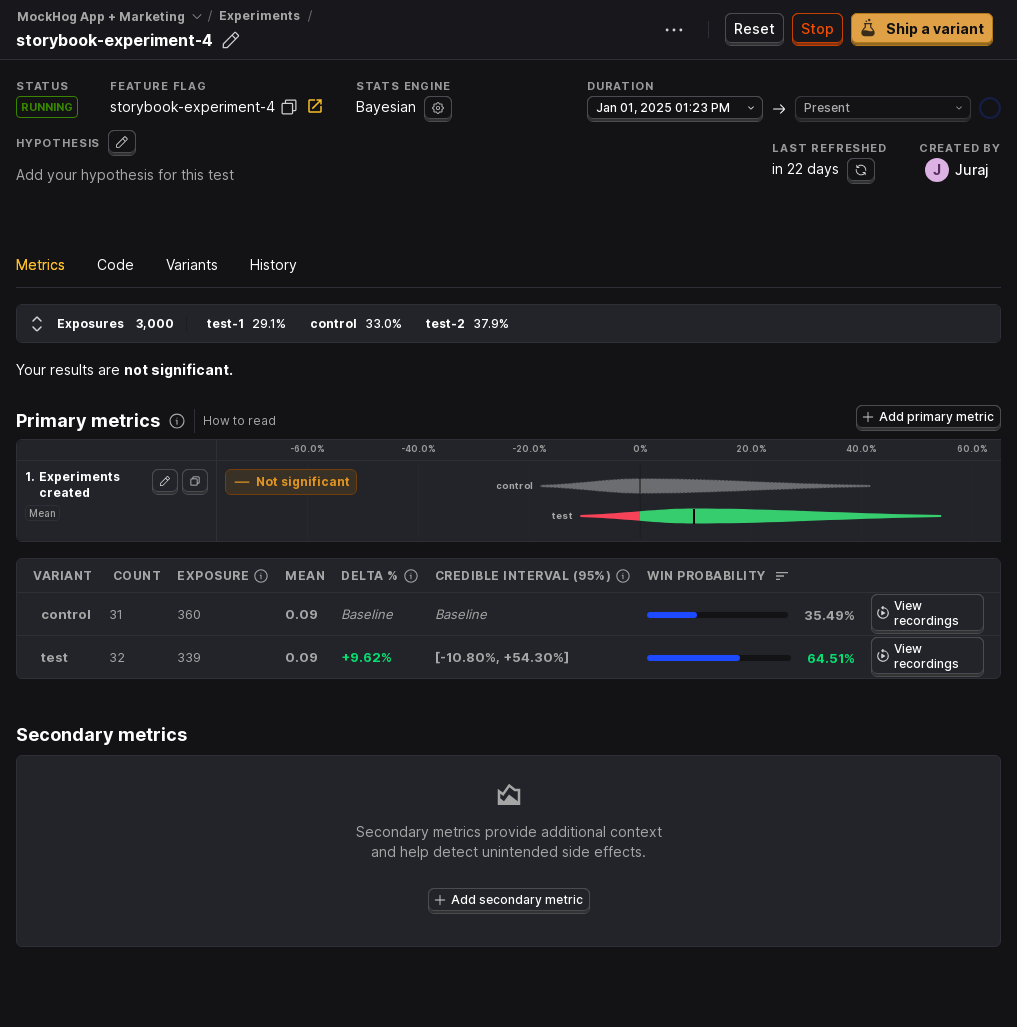 MockHog App + Marketing / Experiments /
storybook-experiment-4
Reset
Stop
Ship a variant
STATUS
RUNNING
FEATURE FLAG
storybook-experiment-4
STATS ENGINE
Bayesian
DURATION
Jan 01, 2025 01:23 PM
Present
HYPOTHESIS
Add your hypothesis for this test
LAST REFRESHED
in 22 days
CREATED BY
J Juraj
Metrics
Code
Variants
History
Exposures 3,000 test-1 29.1% control 33.0% test-2 37.9%
Your results are not significant.
Primary metrics
How to read
Add primary metric
-60.0% -40.0% -20.0% 0% 20.0% 40.0% 60.0%
1. Experiments
created
Mean
Not significant
control
test
VARIANT COUNT EXPOSURE MEAN DELTA % CREDIBLE INTERVAL (95%) WIN PROBABILITY
control 31 360 0.09 Baseline Baseline 35.49%
View
recordings
test 32 339 0.09 +9.62% [-10.80%, +54.30%] 64.51%
View
recordings
Secondary metrics
Secondary metrics provide additional context
and help detect unintended side effects.
Add secondary metric